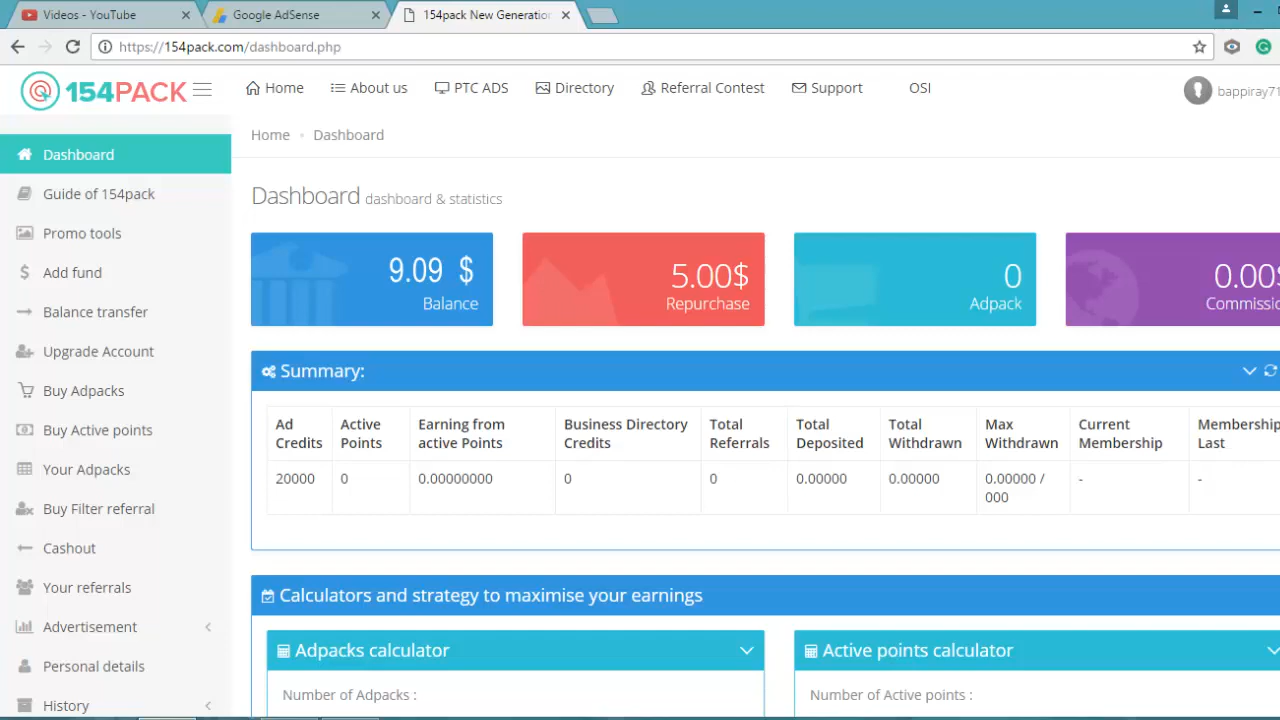 Videos - YouTube
Google AdSense
154pack New Generation
https://154pack.com/dashboard.php
154PACK
Home
About us
PTC ADS
Directory
Referral Contest
Support
OSI
bappiray71
Home • Dashboard
Dashboard
Guide of 154pack
Promo tools
Add fund
Balance transfer
Upgrade Account
Buy Adpacks
Buy Active points
Your Adpacks
Buy Filter referral
Cashout
Your referrals
Advertisement
Personal details
History
Dashboard dashboard & statistics
9.09 $
Balance
5.00$
Repurchase
0
Adpack
0.00$
Commissio
Summary:
Ad Credits
Active Points
Earning from active Points
Business Directory Credits
Total Referrals
Total Deposited
Total Withdrawn
Max Withdrawn
Current Membership
Membership Last
20000
0
0.00000000
0
0
0.00000
0.00000
0.00000 / 000
-
-
Calculators and strategy to maximise your earnings
Adpacks calculator
Number of Adpacks :
Active points calculator
Number of Active points :